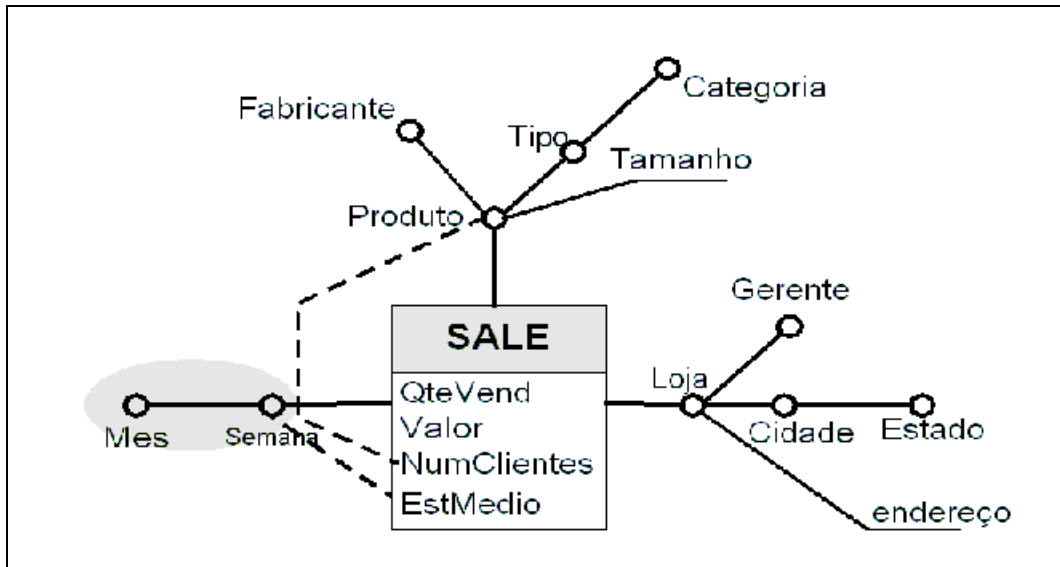 Categoria
Fabricante
Tipo
Tamanho
Produto
Gerente
SALE
Loja
QteVend
Mes
Semana
Valor
Cidade
Estado
NumClientes
EstMedio
endereço